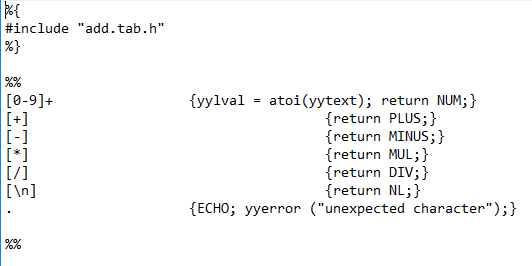 %{
#include "add.tab.h"
%}
%%
[0-9]+ {yylval = atoi(yytext); return NUM;}
[+] {return PLUS;}
[-] {return MINUS;}
[*] {return MUL;}
[/] {return DIV;}
[\n] {return NL;}
. {ECHO; yyerror ("unexpected character");}
%%